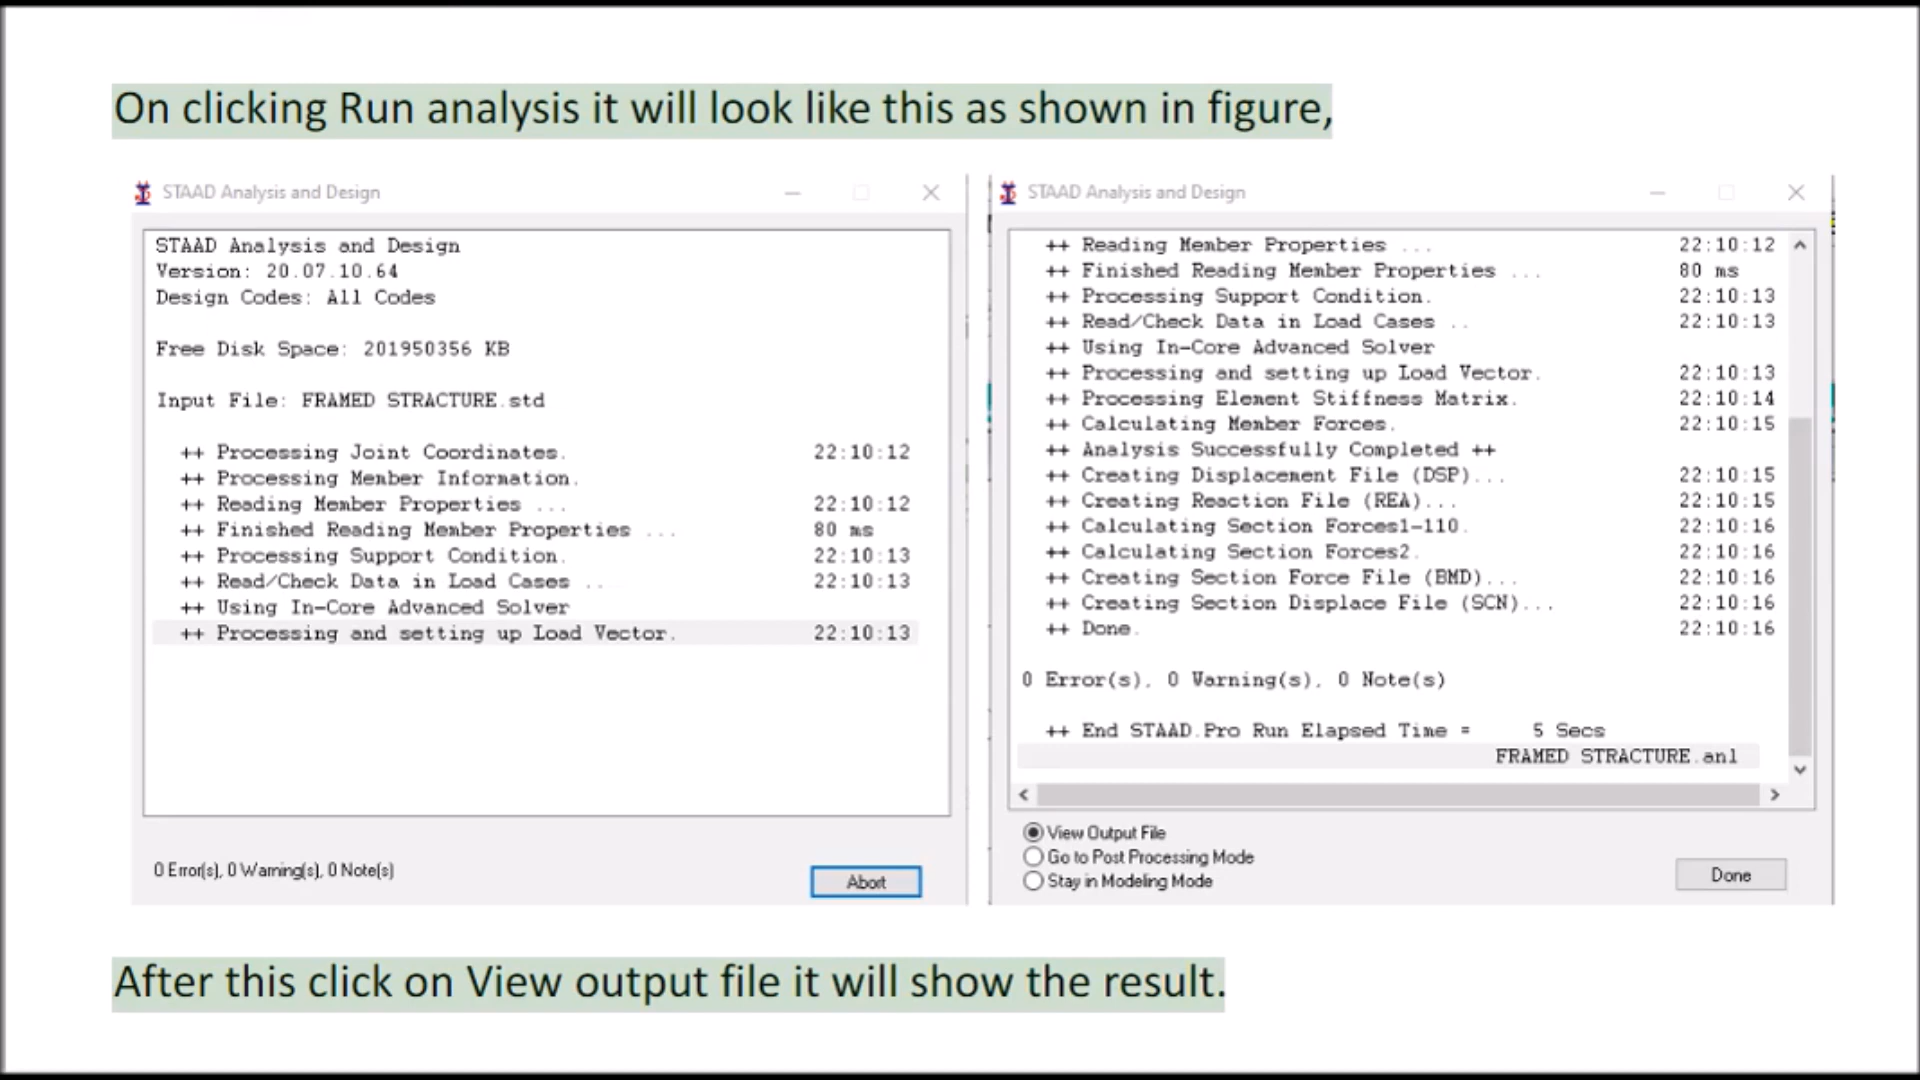 On clicking Run analysis it will look like this as shown in figure,
STAAD Analysis and Design
STAAD Analysis and Design
Version: 20.07.10.64
Design Codes: All Codes
Free Disk Space: 201950356 KB
Input File: FRAMED STRACTURE.std
++ Processing Joint Coordinates. 22:10:12
++ Processing Member Information.
++ Reading Member Properties ... 22:10:12
++ Finished Reading Member Properties ... 80 ms
++ Processing Support Condition. 22:10:13
++ Read/Check Data in Load Cases .. 22:10:13
++ Using In-Core Advanced Solver
++ Processing and setting up Load Vector. 22:10:13
0 Error(s), 0 Warning(s), 0 Note(s)
Abort
STAAD Analysis and Design
++ Reading Member Properties ... 22:10:12
++ Finished Reading Member Properties ... 80 ms
++ Processing Support Condition. 22:10:13
++ Read/Check Data in Load Cases .. 22:10:13
++ Using In-Core Advanced Solver
++ Processing and setting up Load Vector. 22:10:13
++ Processing Element Stiffness Matrix. 22:10:14
++ Calculating Member Forces. 22:10:15
++ Analysis Successfully Completed ++
++ Creating Displacement File (DSP)... 22:10:15
++ Creating Reaction File (REA)... 22:10:15
++ Calculating Section Forces1-110. 22:10:16
++ Calculating Section Forces2. 22:10:16
++ Creating Section Force File (BMD)... 22:10:16
++ Creating Section Displace File (SCN)... 22:10:16
++ Done. 22:10:16
0 Error(s), 0 Warning(s), 0 Note(s)
++ End STAAD.Pro Run Elapsed Time = 5 Secs
FRAMED STRACTURE.anl
View Output File
Go to Post Processing Mode
Stay in Modeling Mode
Done
After this click on View output file it will show the result.